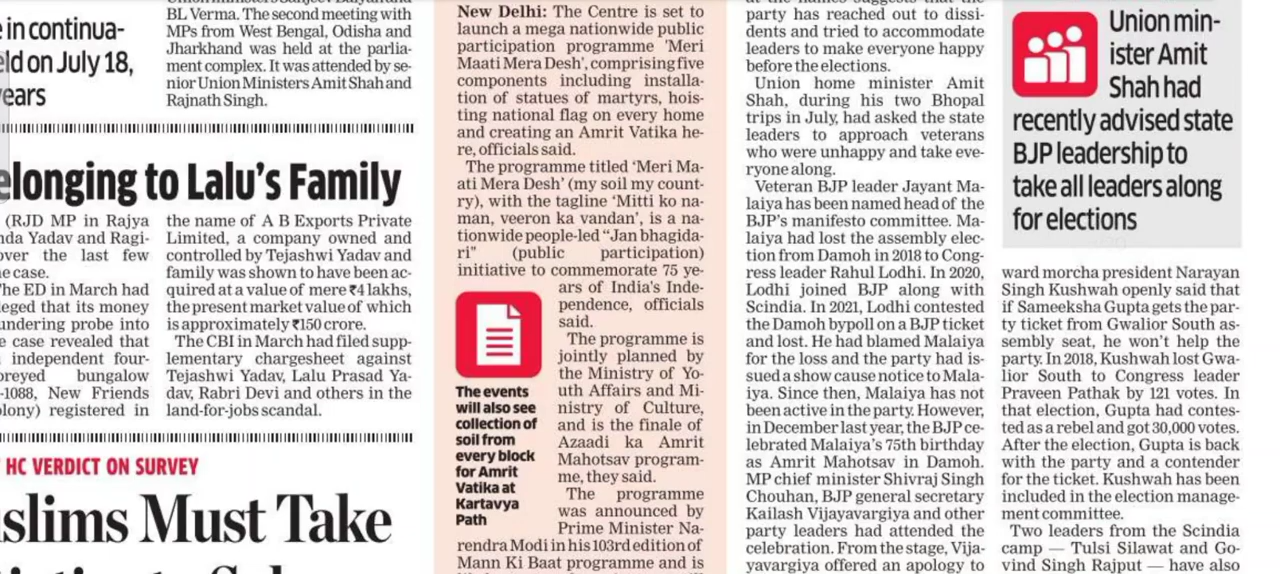 e in continua-
eld on July 18,
years
BL Verma. The second meeting with
MPs from West Bengal, Odisha and
Jharkhand was held at the parlia-
ment complex. It was attended by se-
nior Union Ministers Amit Shah and
Rajnath Singh.
elonging to Lalu's Family
(RJD MP in Rajya
nda Yadav and Ragi-
over the last few
he case.
The ED in March had
leged that its money
undering probe into
e case revealed that
independent four-
oreyed bungalow
-1088, New Friends
olony) registered in
the name of A B Exports Private
Limited, a company owned and
controlled by Tejashwi Yadav and
family was shown to have been ac-
quired at a value of mere ₹4 lakhs,
the present market value of which
is approximately ₹150 crore.
The CBI in March had filed supp-
lementary chargesheet against
Tejashwi Yadav, Lalu Prasad Ya-
dav, Rabri Devi and others in the
land-for-jobs scandal.
HC VERDICT ON SURVEY
slims Must Take
New Delhi: The Centre is set to
launch a mega nationwide public
participation programme 'Meri
Maati Mera Desh', comprising five
components including installa-
tion of statues of martyrs, hois-
ting national flag on every home
and creating an Amrit Vatika he-
re, officials said.
The programme titled 'Meri Ma-
ati Mera Desh' (my soil my count-
ry), with the tagline 'Mitti ko na-
man, veeron ka vandan', is a na-
tionwide people-led "Jan bhagida-
ri" (public participation)
initiative to commemorate 75 ye-
ars of India's Inde-
pendence, officials
said.
The programme is
jointly planned by
the Ministry of Yo-
uth Affairs and Mi-
nistry of Culture,
and is the finale of
Azaadi ka Amrit
Mahotsav program-
me, they said.
The programme
was announced by
Prime Minister Na-
rendra Modi in his 103rd edition of
Mann Ki Baat programme and is
The events
will also see
collection of
soil from
every block
for Amrit
Vatika at
Kartavya
Path
at the names suggests that the
party has reached out to dissi-
dents and tried to accommodate
leaders to make everyone happy
before the elections.
Union home minister Amit
Shah, during his two Bhopal
trips in July, had asked the state
leaders to approach veterans
who were unhappy and take eve-
ryone along.
Veteran BJP leader Jayant Ma-
laiya has been named head of the
BJP's manifesto committee. Ma-
laiya had lost the assembly elec-
tion from Damoh in 2018 to Cong-
ress leader Rahul Lodhi. In 2020,
Lodhi joined BJP along with
Scindia. In 2021, Lodhi contested
the Damoh bypoll on a BJP ticket
and lost. He had blamed Malaiya
for the loss and the party had is-
sued a show cause notice to Mala-
iya. Since then, Malaiya has not
been active in the party. However,
in December last year, the BJP ce-
lebrated Malaiya's 75th birthday
as Amrit Mahotsav in Damoh.
MP chief minister Shivraj Singh
Chouhan, BJP general secretary
Kailash Vijayavargiya and other
party leaders had attended the
celebration. From the stage, Vija-
yavargiya offered an apology to
Union min-
ister Amit
Shah had
recently advised state
BJP leadership to
take all leaders along
for elections
ward morcha president Narayan
Singh Kushwah openly said that
if Sameeksha Gupta gets the par-
ty ticket from Gwalior South as-
sembly seat, he won't help the
party. In 2018, Kushwah lost Gwa-
lior South to Congress leader
Praveen Pathak by 121 votes. In
that election, Gupta had contes-
ted as a rebel and got 30,000 votes.
After the election, Gupta is back
with the party and a contender
for the ticket. Kushwah has been
included in the election manage-
ment committee.
Two leaders from the Scindia
camp — Tulsi Silawat and Go-
vind Singh Rajput — have also